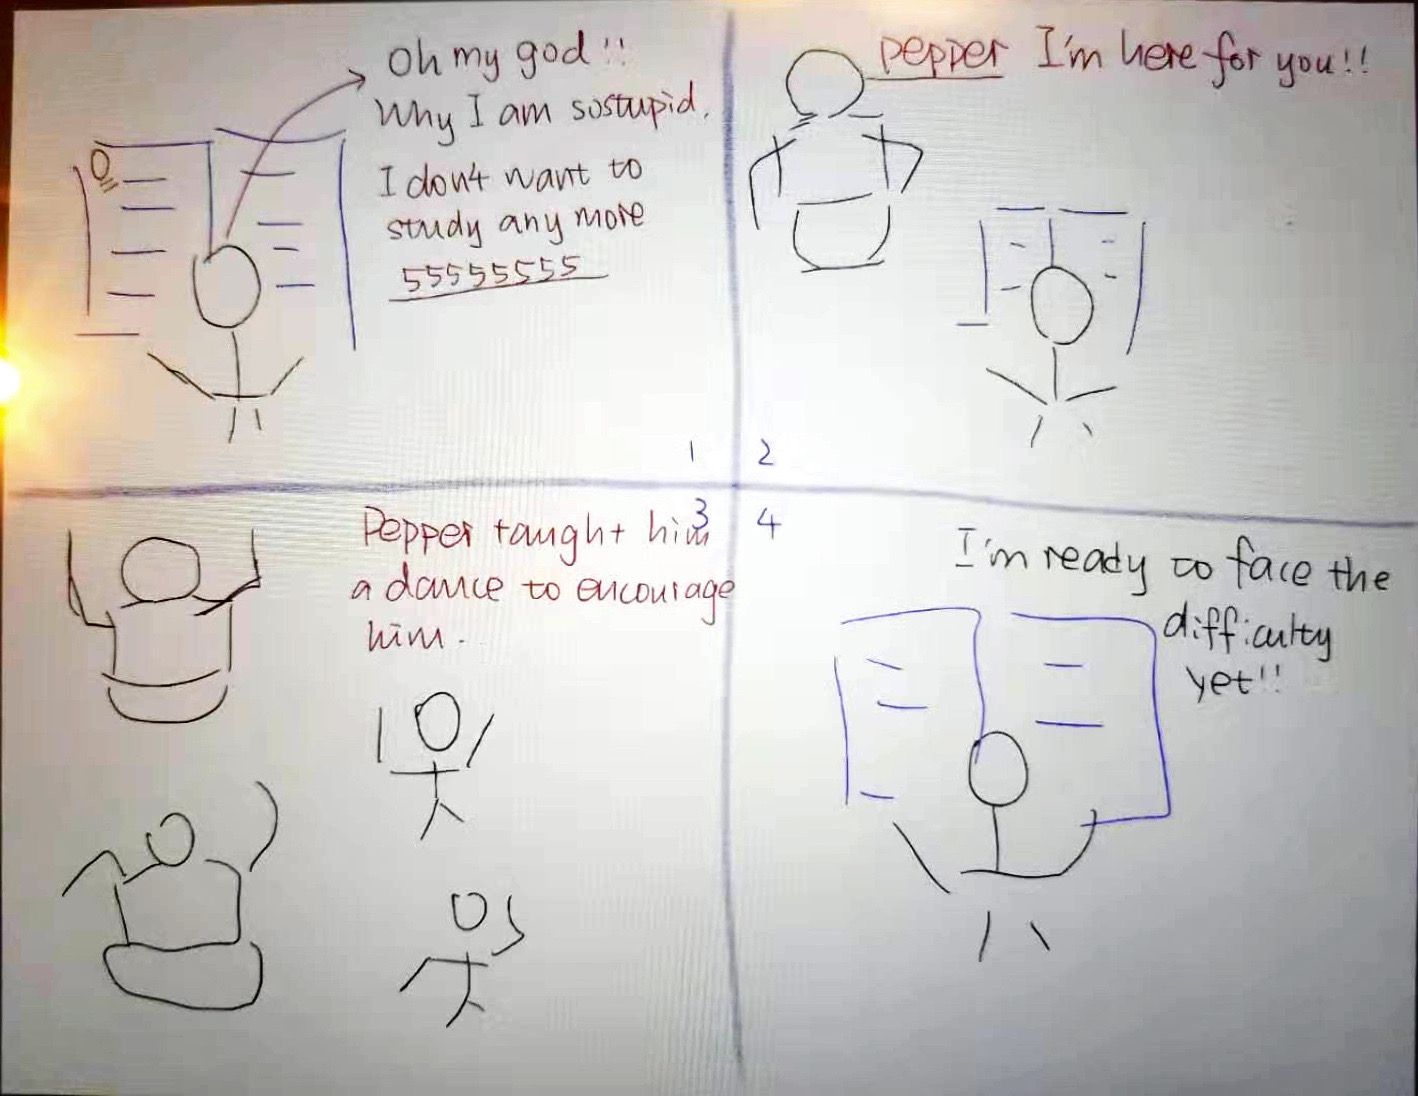 Oh my god!!
Why I am sostupid.
I don4 want to
study any more
55555555
1
pepper I'm here for you!!
2
3
Pepper taught him
a dance to encourage
him.
4
I'm ready to face the
difficulty
yet!!